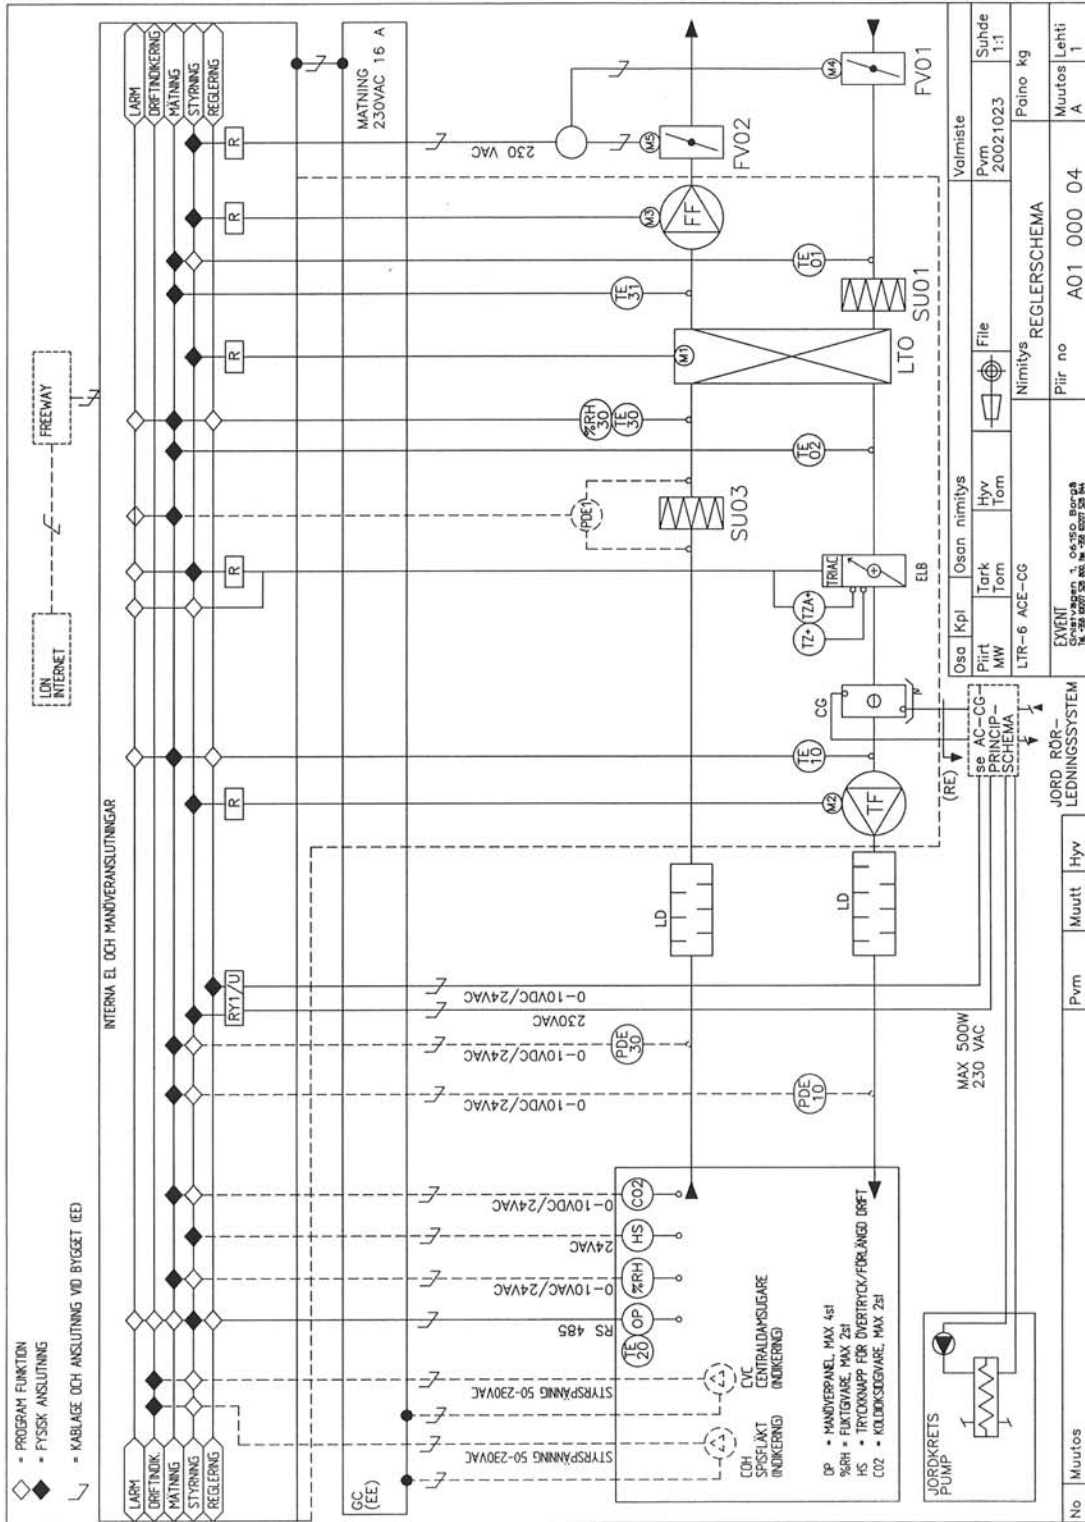 = PROGRAM FUNKTION
= FYSISK ANSLUTNING
= KABLAGE OCH ANSLUTNING VID BYGGET (EE)
LON
INTERNET
FREEWAY
INTERNA EL OCH MANÖVERANSLUTNINGAR
LARM
DRIFTINDIK.
MÄTNING
STYRNING
REGLERING
LARM
DRIFTINDIKERING
MÄTNING
STYRNING
REGLERING
RY1/U
R
R
R
R
R
GC
(EE)
MATNING
230VAC 16 A
STYRSPÄNNING 50-230VAC
STYRSPÄNNIG 50-230VAC
RS 485
0-10VAC/24VAC
24VAC
0-10VDC/24VAC
0-10VDC/24VAC
0-10VDC/24VAC
230VAC
0-10VDC/24VAC
230 VAC
CDH
SPISFLÄKT
(INDIKERING)
CVC
CENTRALDAMSUGARE
(INDIKERING)
TE
20
OP
%RH
HS
CO2
OP = MANÖVERPANEL, MAX 4st
%RH = FUKTGIVARE, MAX 2st
HS = TRYCKKNAPP FÖR ÖVERTRYCK/FÖRLÄNGD DRIFT
CO2 = KOLDIOKSIDGIVARE, MAX 2st
PDE
10
PDE
30
LD
LD
M2
TF
TE
10
CG
TZ+
TZA+
TRIAC
ELB
PDE1
SU03
TE
02
%RH
30
TE
30
M1
LTO
TE
31
TE
01
SU01
M3
FF
M5
FV02
M4
FV01
(RE)
se AC-CG-
PRINCIP-
SCHEMA
MAX 500W
230 VAC
JORD RÖR-
LEDNINGSSYSTEM
JORDKRETS
PUMP
Osa
Kpl
Osan nimitys
Valmiste
Piirt
MW
Tark
Tom
Hyv
Tom
File
Pvm
20021023
Suhde
1:1
LTR-6 ACE-CG
Nimitys
REGLERSCHEMA
Paino kg
EXVENT
Gnistvägen 1, 06150 Borgå
Piir no
A01 000 04
Muutos
A
Lehti
1
No
Muutos
Pvm
Muutt
Hyv